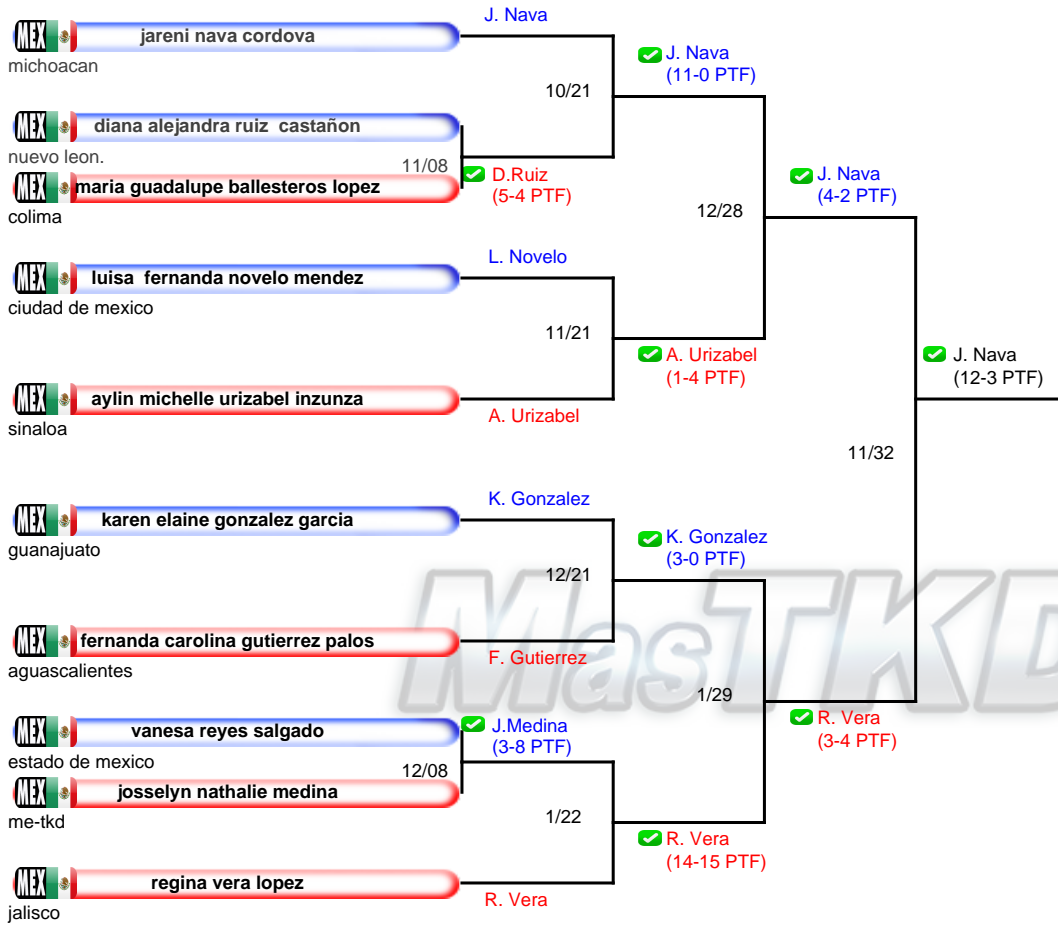 J. Nava
MEX
jareni nava cordova
michoacan
J. Nava
(11-0 PTF)
10/21
MEX
diana alejandra ruiz castañon
nuevo leon.
11/08
D.Ruiz
(5-4 PTF)
MEX
maria guadalupe ballesteros lopez
colima
J. Nava
(4-2 PTF)
12/28
L. Novelo
MEX
luisa fernanda novelo mendez
ciudad de mexico
11/21
A. Urizabel
(1-4 PTF)
J. Nava
(12-3 PTF)
MEX
aylin michelle urizabel inzunza
A. Urizabel
sinaloa
11/32
K. Gonzalez
MEX
karen elaine gonzalez garcia
guanajuato
K. Gonzalez
(3-0 PTF)
12/21
MEX
fernanda carolina gutierrez palos
F. Gutierrez
aguascalientes
MasTKD
1/29
R. Vera
(3-4 PTF)
MEX
vanesa reyes salgado
J.Medina
(3-8 PTF)
estado de mexico
12/08
MEX
josselyn nathalie medina
me-tkd
1/22
R. Vera
(14-15 PTF)
MEX
regina vera lopez
R. Vera
jalisco